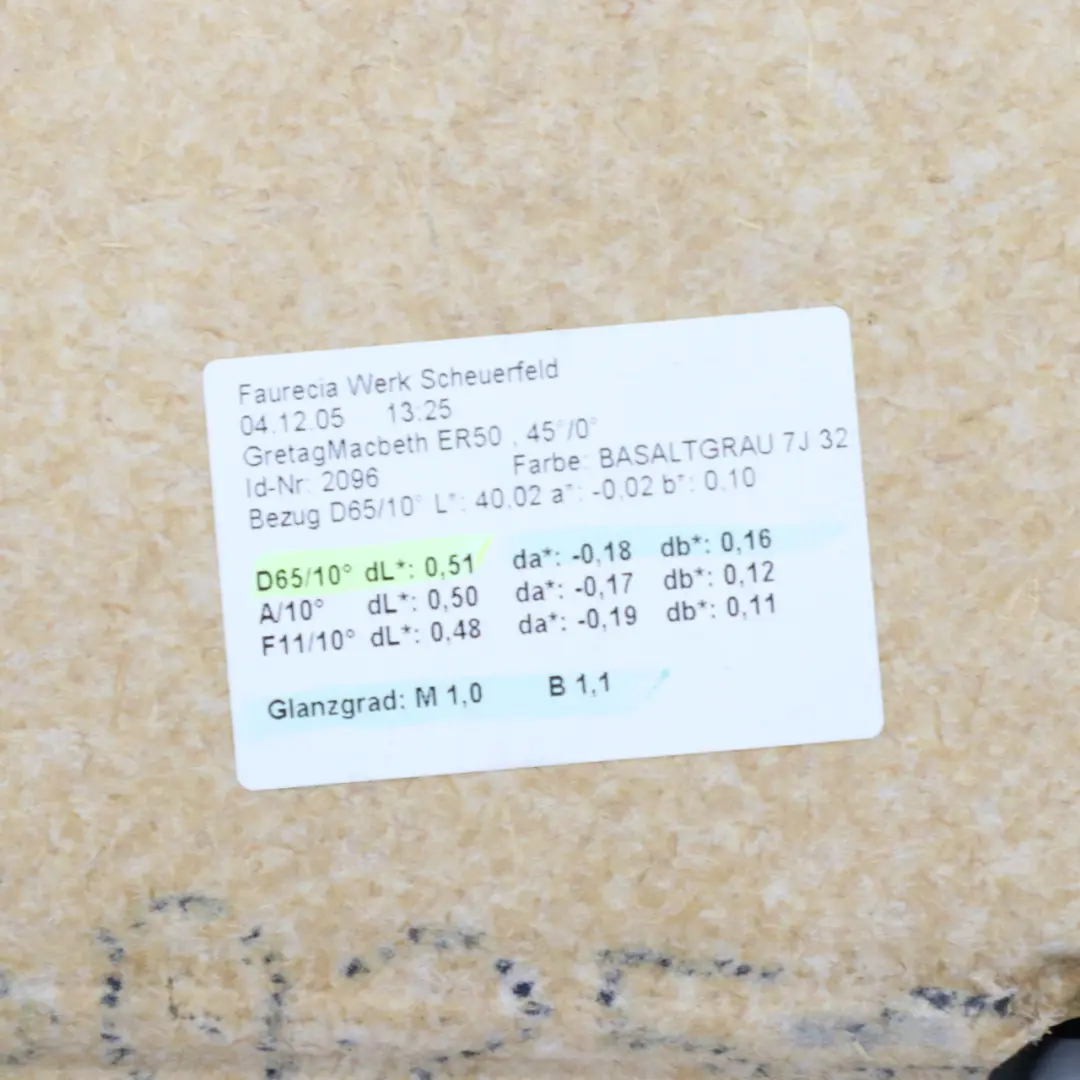 Faurecia Werk Scheuerfeld
04.12.05 13:25
GretagMacbeth ER50 , 45°/0°
Id-Nr: 2096 Farbe: BASALTGRAU 7J 32
Bezug D65/10° L*: 40,02 a*: -0,02 b*: 0,10
D65/10° dL*: 0,51 da*: -0,18 db*: 0,16
A/10° dL*: 0,50 da*: -0,17 db*: 0,12
F11/10° dL*: 0,48 da*: -0,19 db*: 0,11
Glanzgrad: M 1,0 B 1,1